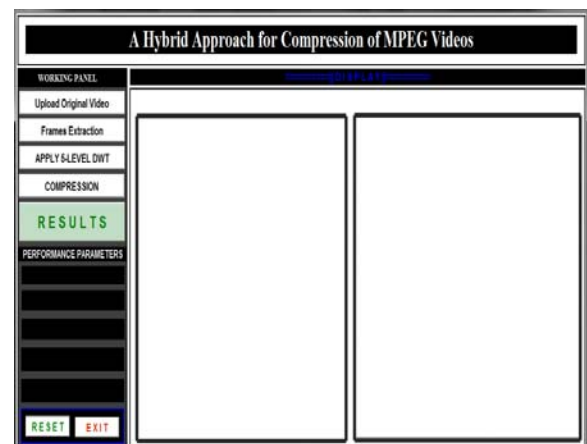 A Hybrid Approach for Compression of MPEG Videos
WORKING PANEL
Upload Original Video
Frames Extraction
APPLY 5-LEVEL DWT
COMPRESSION
RESULTS
PERFORMANCE PARAMETERS
RESET EXIT